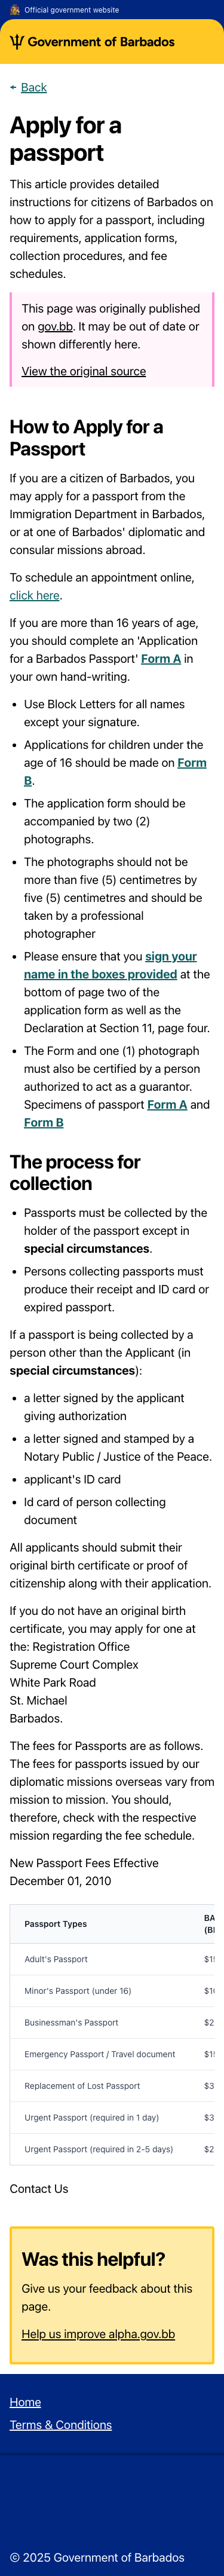 Official government website
Government of Barbados
← Back
Apply for a
passport
This article provides detailed
instructions for citizens of Barbados on
how to apply for a passport, including
requirements, application forms,
collection procedures, and fee
schedules.
This page was originally published
on gov.bb. It may be out of date or
shown differently here.
View the original source
How to Apply for a
Passport
If you are a citizen of Barbados, you
may apply for a passport from the
Immigration Department in Barbados,
or at one of Barbados' diplomatic and
consular missions abroad.
To schedule an appointment online,
click here.
If you are more than 16 years of age,
you should complete an 'Application
for a Barbados Passport' Form A in
your own hand-writing.
• Use Block Letters for all names
except your signature.
• Applications for children under the
age of 16 should be made on Form
B.
• The application form should be
accompanied by two (2)
photographs.
• The photographs should not be
more than five (5) centimetres by
five (5) centimetres and should be
taken by a professional
photographer
• Please ensure that you sign your
name in the boxes provided at the
bottom of page two of the
application form as well as the
Declaration at Section 11, page four.
• The Form and one (1) photograph
must also be certified by a person
authorized to act as a guarantor.
Specimens of passport Form A and
Form B
The process for
collection
• Passports must be collected by the
holder of the passport except in
special circumstances.
• Persons collecting passports must
produce their receipt and ID card or
expired passport.
If a passport is being collected by a
person other than the Applicant (in
special circumstances):
• a letter signed by the applicant
giving authorization
• a letter signed and stamped by a
Notary Public / Justice of the Peace.
• applicant's ID card
• Id card of person collecting
document
All applicants should submit their
original birth certificate or proof of
citizenship along with their application.
If you do not have an original birth
certificate, you may apply for one at
the: Registration Office
Supreme Court Complex
White Park Road
St. Michael
Barbados.
The fees for Passports are as follows.
The fees for passports issued by our
diplomatic missions overseas vary from
mission to mission. You should,
therefore, check with the respective
mission regarding the fee schedule.
New Passport Fees Effective
December 01, 2010
Passport Types
Adult's Passport
Minor's Passport (under 16)
Businessman's Passport
Emergency Passport / Travel document
Replacement of Lost Passport
Urgent Passport (required in 1 day)
Urgent Passport (required in 2-5 days)
Contact Us
Was this helpful?
Give us your feedback about this
page.
Help us improve alpha.gov.bb
Home
Terms & Conditions
© 2025 Government of Barbados